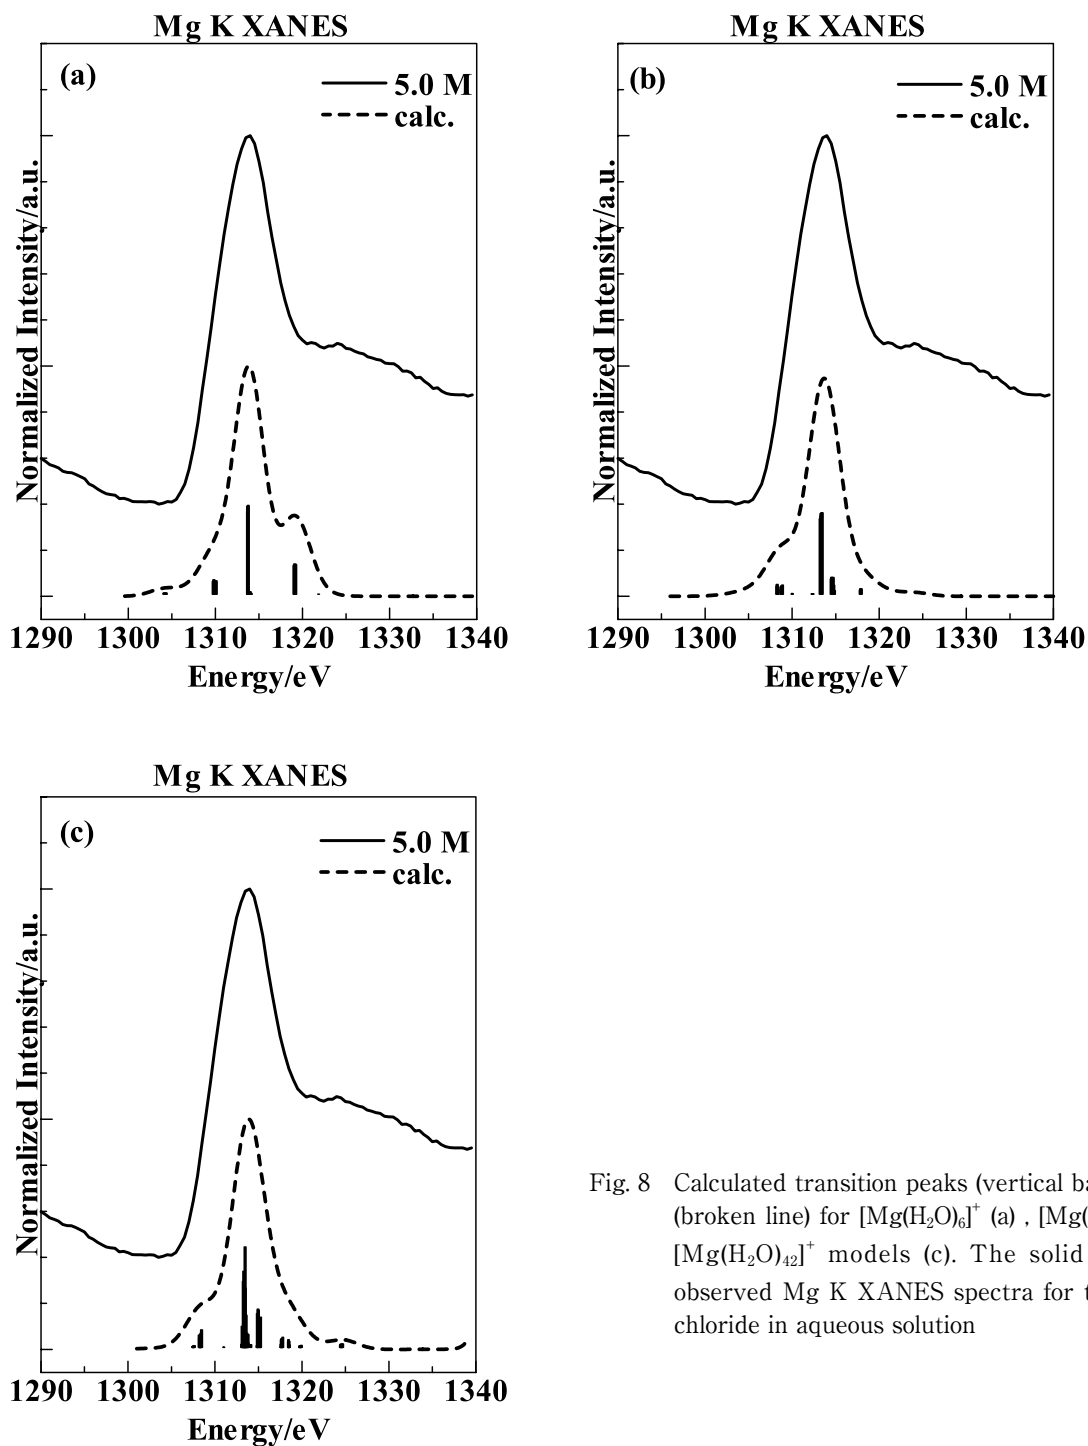 Mg K XANES
(a)
5.0 M
calc.
Normalized Intensity/a.u.
1290 1300 1310 1320 1330 1340
Energy/eV
Mg K XANES
(b)
5.0 M
calc.
Normalized Intensity/a.u.
1290 1300 1310 1320 1330 1340
Energy/eV
Mg K XANES
(c)
5.0 M
calc.
Normalized Intensity/a.u.
1290 1300 1310 1320 1330 1340
Energy/eV
Fig. 8 Calculated transition peaks (vertical
(broken line) for [Mg(H₂O)₆]⁺ (a) , [Mg(
[Mg(H₂O)₄₂]⁺ models (c). The solid
observed Mg K XANES spectra for
chloride in aqueous solution